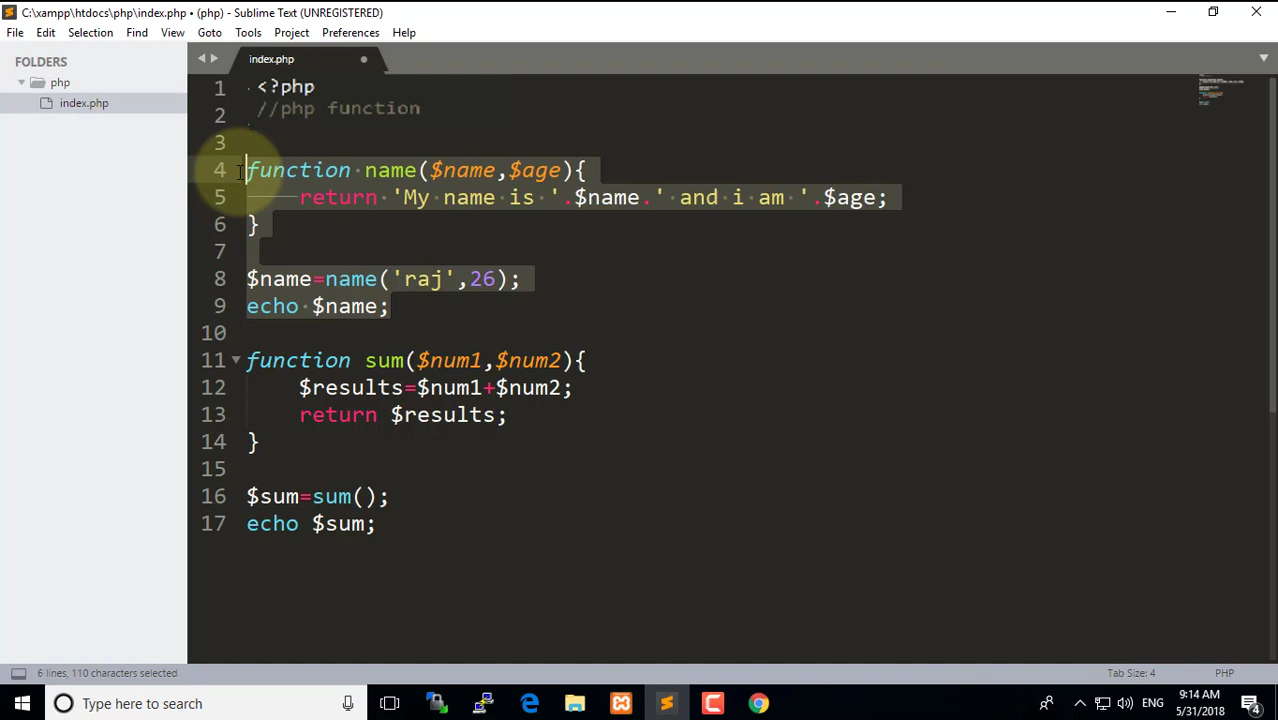 C:\xampp\htdocs\php\index.php • (php) - Sublime Text (UNREGISTERED)
File Edit Selection Find View Goto Tools Project Preferences Help
FOLDERS
php
index.php
index.php
1 <?php
2 //php function
3
4 function name($name,$age){
5 return 'My name is '.$name.' and i am '.$age;
6 }
7
8 $name=name('raj',26);
9 echo $name;
10
11 function sum($num1,$num2){
12 $results=$num1+$num2;
13 return $results;
14 }
15
16 $sum=sum();
17 echo $sum;
6 lines, 110 characters selected
Tab Size: 4
PHP
Type here to search
ENG
9:14 AM
5/31/2018
4